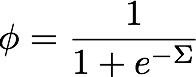 ϕ = 1 / (1 + e^{−Σ})